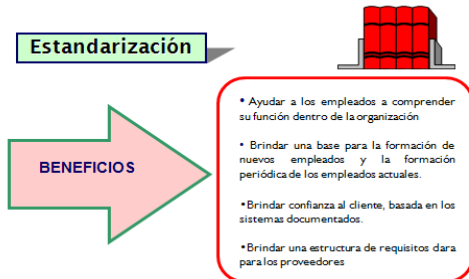 Estandarización
BENEFICIOS
• Ayudar a los empleados a comprender
su función dentro de la organización
• Brindar una base para la formación de
nuevos empleados y la formación
periódica de los empleados actuales.
•Brindar confianza al cliente, basada en los
sistemas documentados.
•Brindar una estructura de requisitos clara
para los proveedores